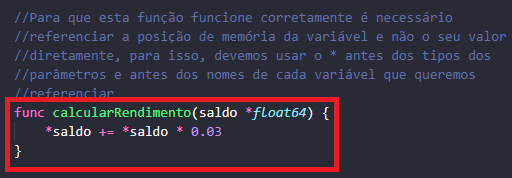 //Para que esta função funcione corretamente é necessário
//referenciar a posição de memória da variável e não o seu valor
//diretamente, para isso, devemos usar o * antes dos tipos dos
//parâmetros e antes dos nomes de cada variável que queremos
//referenciar
func calcularRendimento(saldo *float64) {
    *saldo += *saldo * 0.03
}